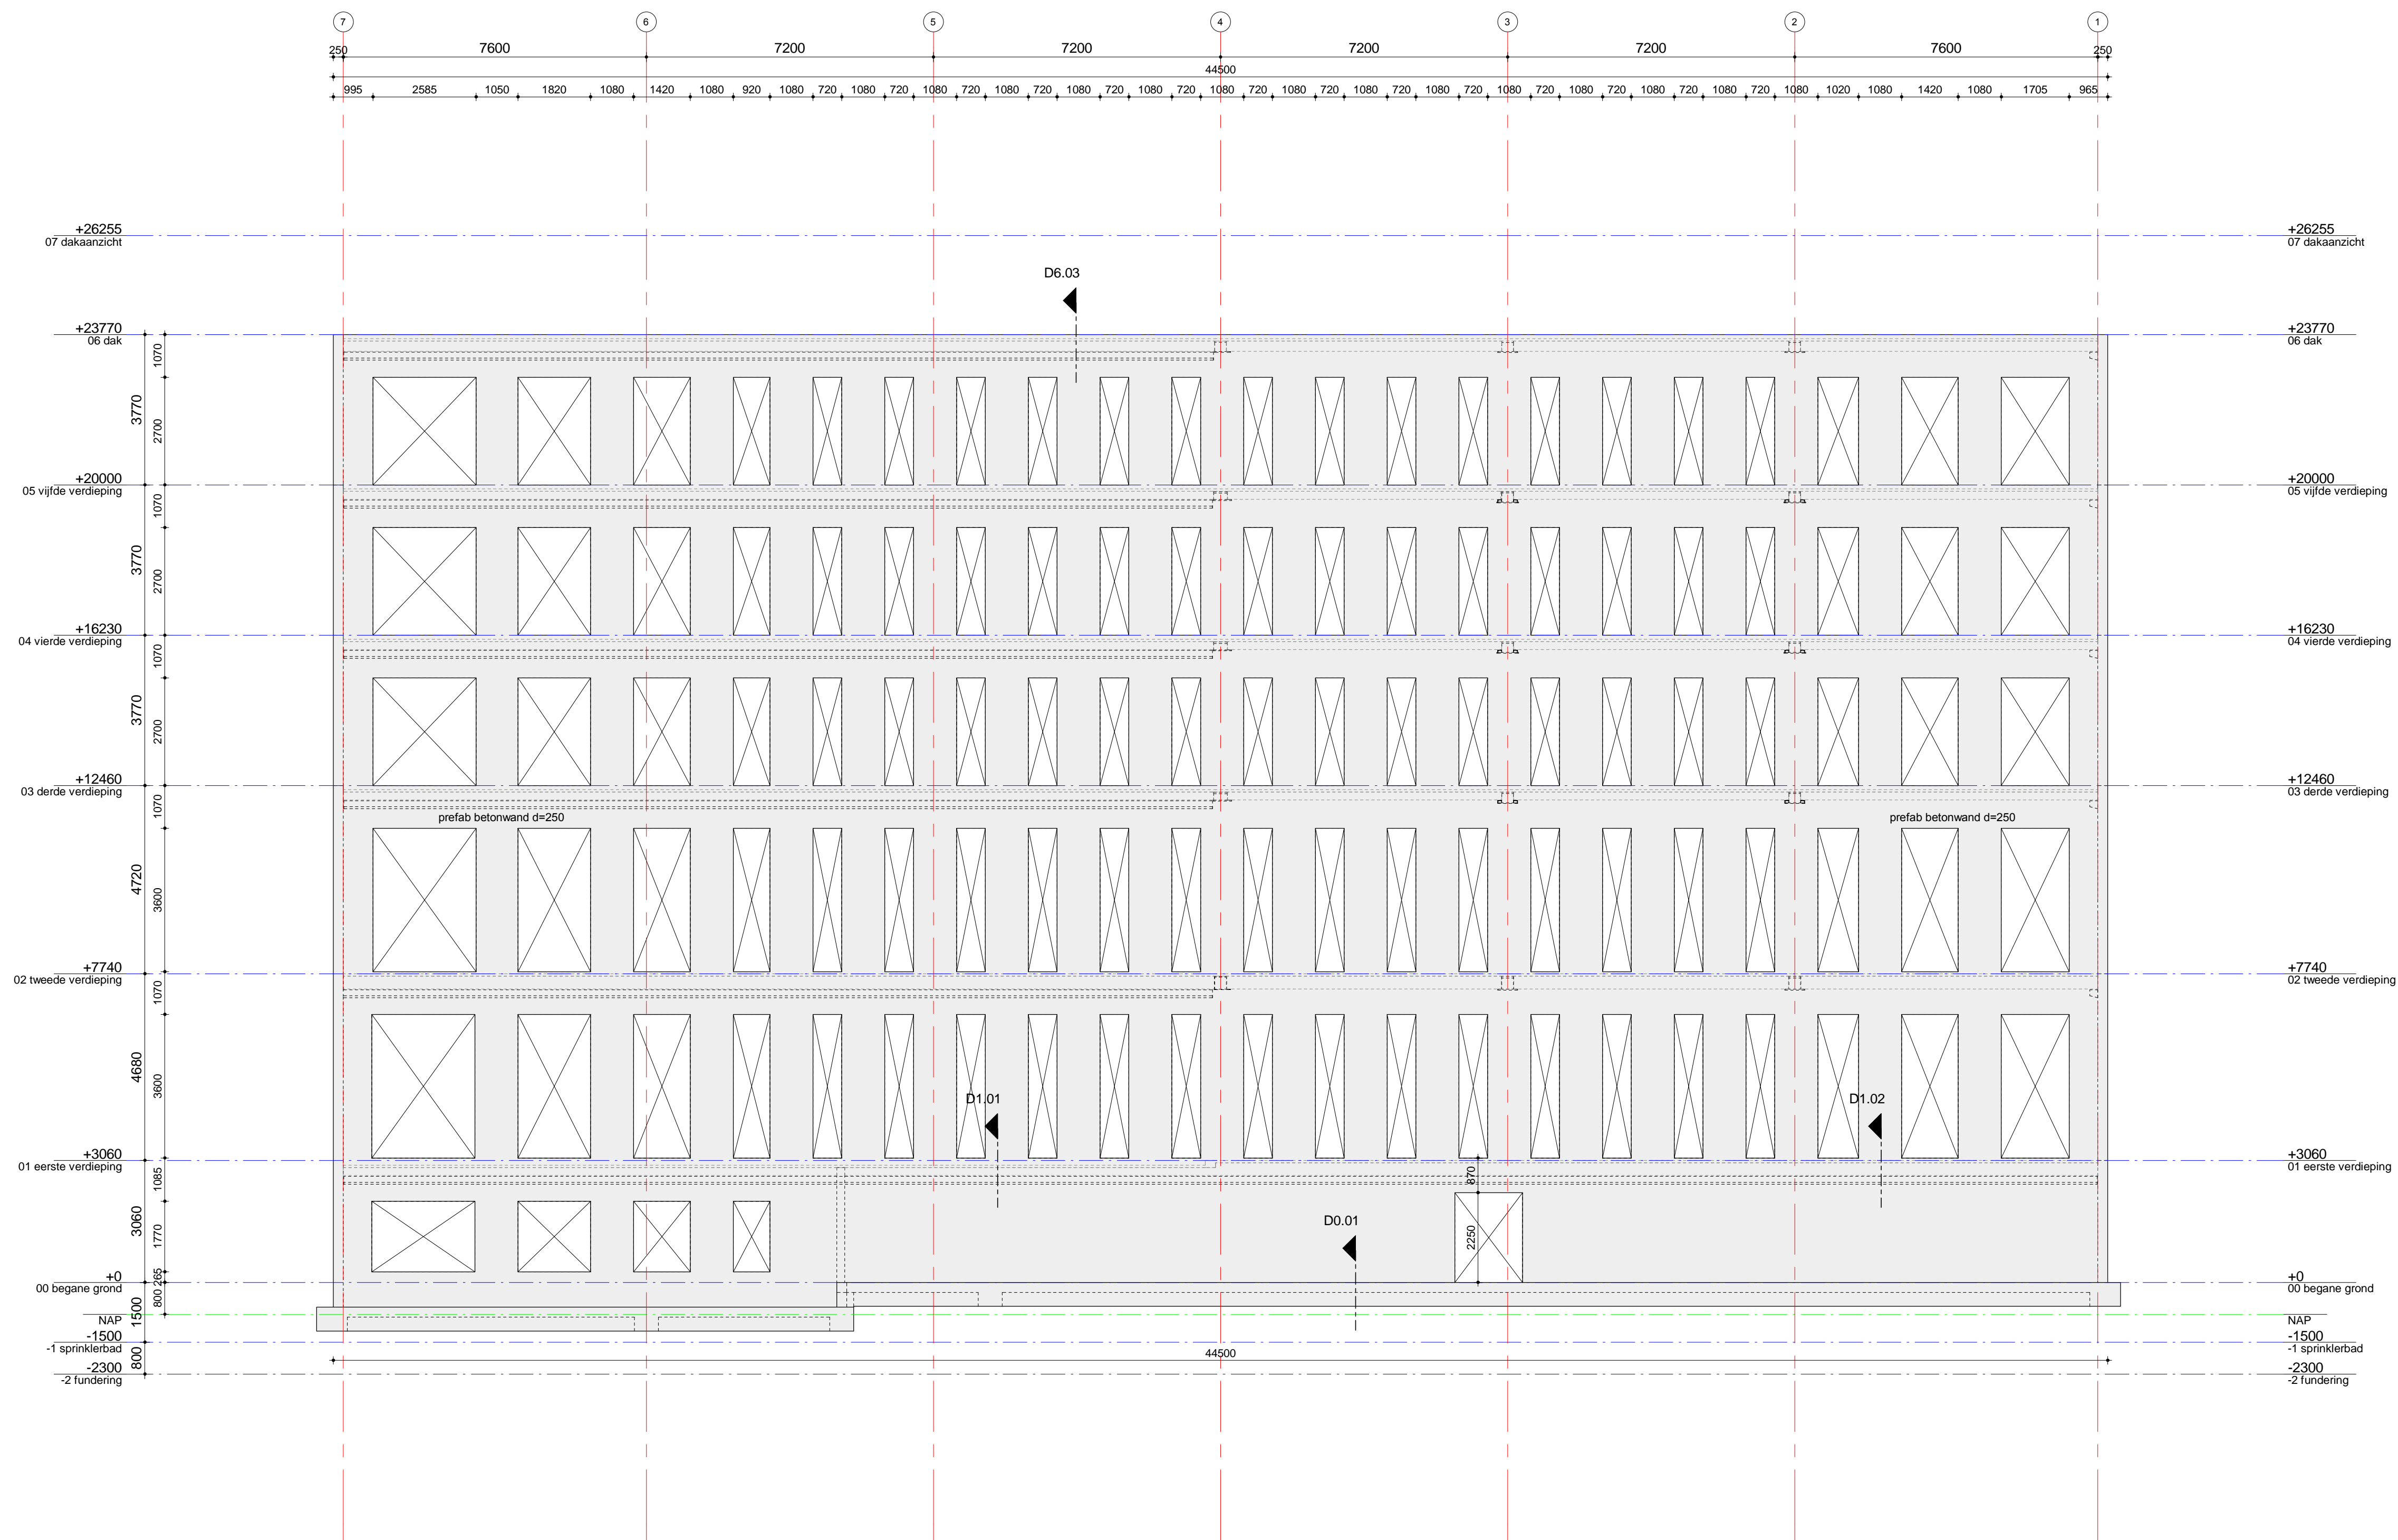 7 6 5 4 3 2 1
250 7600 7200 7200 7200 7200 7600 250
44500
995 2585 1050 1820 1080 1420 1080 920 1080 720 1080 720 1080 720 1080 720 1080 720 1080 720 1080 720 1080 720 1080 720 1080 720 1080 720 1080 720 1080 720 1080 720 1080 1020 1080 1420 1080 1705 965
+26255 +26255
07 dakaanzicht 07 dakaanzicht
D6.03
+23770 +23770
06 dak 06 dak
1070
3770
2700
+20000 +20000
05 vijfde verdieping 05 vijfde verdieping
1070
3770
2700
+16230 +16230
04 vierde verdieping 04 vierde verdieping
1070
3770
2700
+12460 +12460
03 derde verdieping 03 derde verdieping
1070
prefab betonwand d=250 prefab betonwand d=250
4720
3600
+7740 +7740
02 tweede verdieping 02 tweede verdieping
1070
4680
3600
D1.01 D1.02
+3060 +3060
01 eerste verdieping 01 eerste verdieping
1085
870
3060
1770
D0.01
2250
265
+0 +0
00 begane grond 00 begane grond
800
1500
NAP NAP
-1500 -1500
-1 sprinklerbad -1 sprinklerbad
800
44500
-2300 -2300
-2 fundering -2 fundering